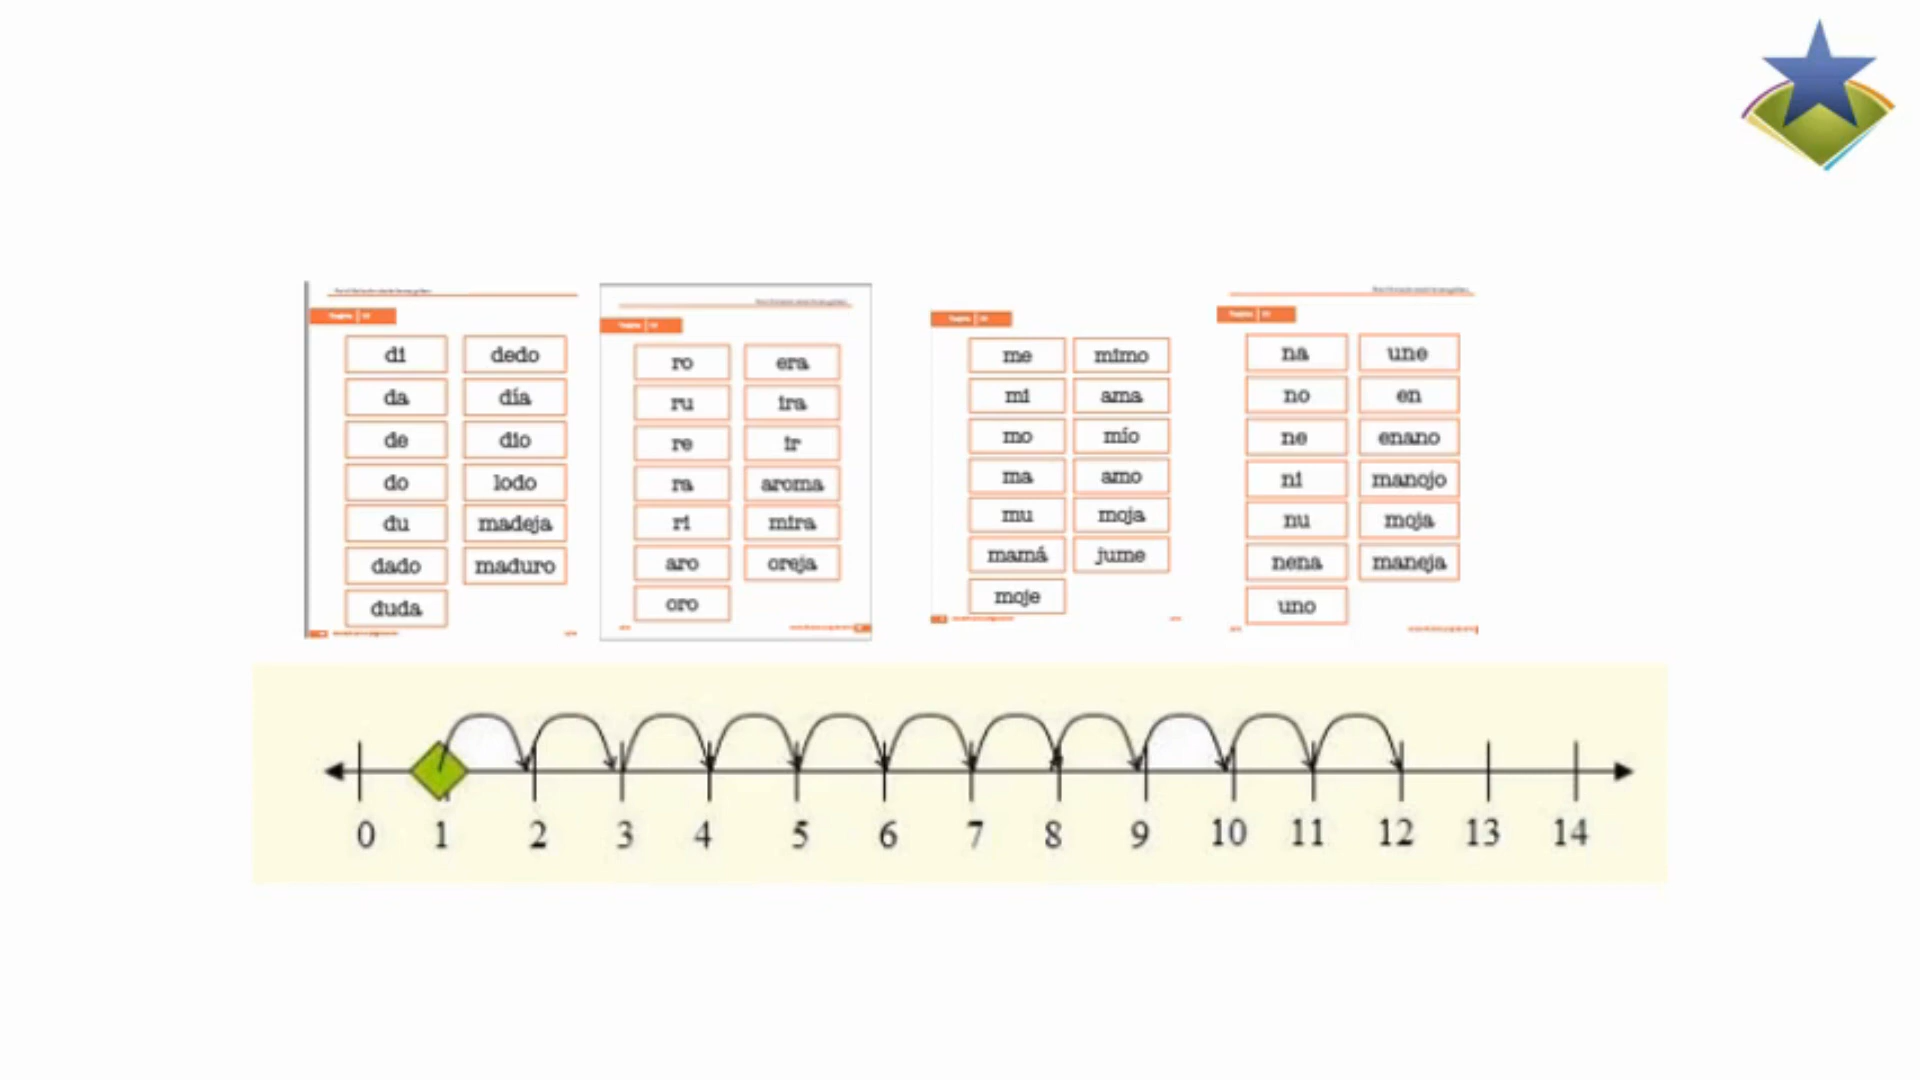 di dedo
da día
de dio
do lodo
du madeja
dado maduro
duda
ro era
ru ira
re ir
ra aroma
ri mira
aro oreja
oro
me mimo
mi ama
mo mío
ma amo
mu moja
mamá jume
moje
na une
no en
ne enano
ni manojo
nu moja
nena maneja
uno
0 1 2 3 4 5 6 7 8 9 10 11 12 13 14